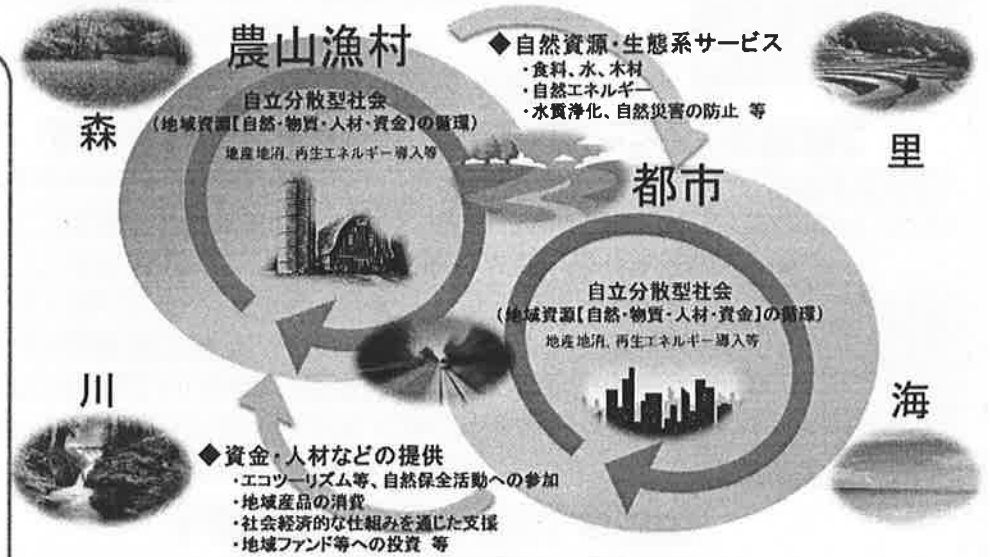 農山漁村
◆自然資源・生態系サービス
・食料、水、木材
・自然エネルギー
・水質浄化、自然災害の防止 等
森
自立分散型社会
(地域資源【自然・物質・人材・資金】の循環)
地産地消、再生エネルギー導入等
里
都市
自立分散型社会
(地域資源【自然・物質・人材・資金】の循環)
地産地消、再生エネルギー導入等
川
海
◆資金・人材などの提供
・エコツーリズム等、自然保全活動への参加
・地域産品の消費
・社会経済的な仕組みを通じた支援
・地域ファンド等への投資 等